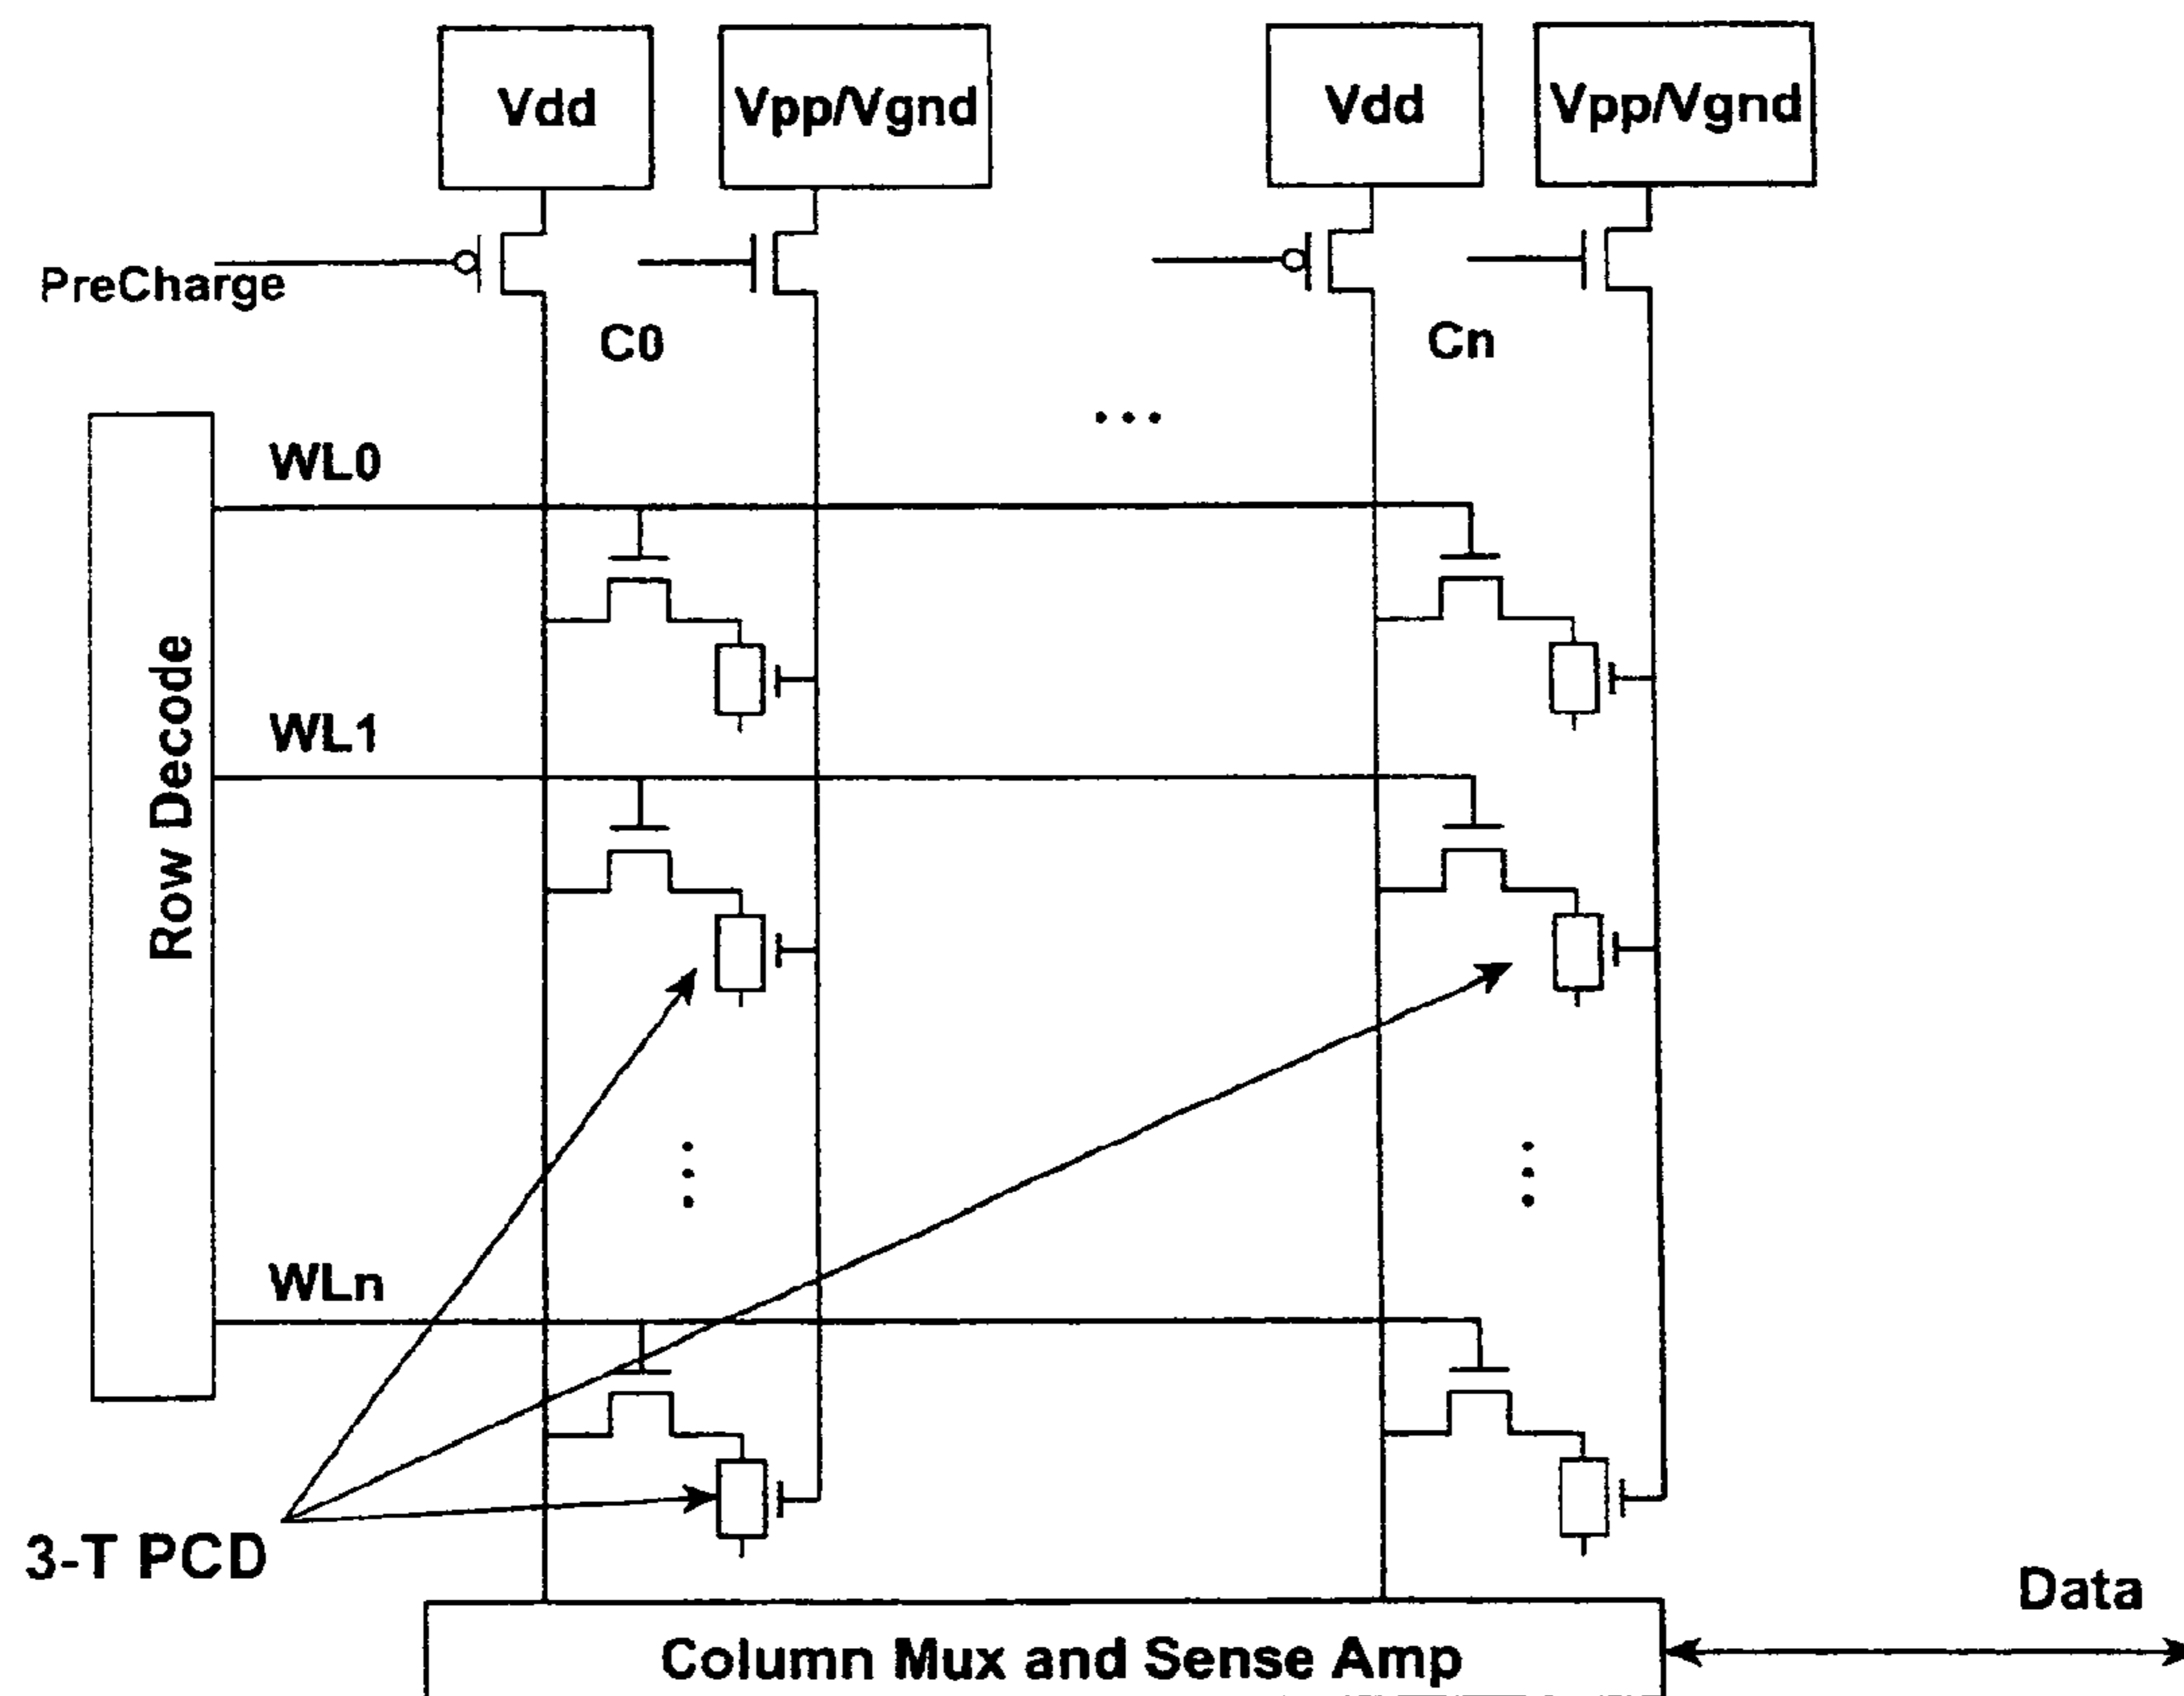 Vdd
Vpp/Vgnd
Vdd
Vpp/Vgnd
PreCharge
C0
Cn
...
WL0
Row Decode
WL1
WLn
3-T PCD
Data
Column Mux and Sense Amp